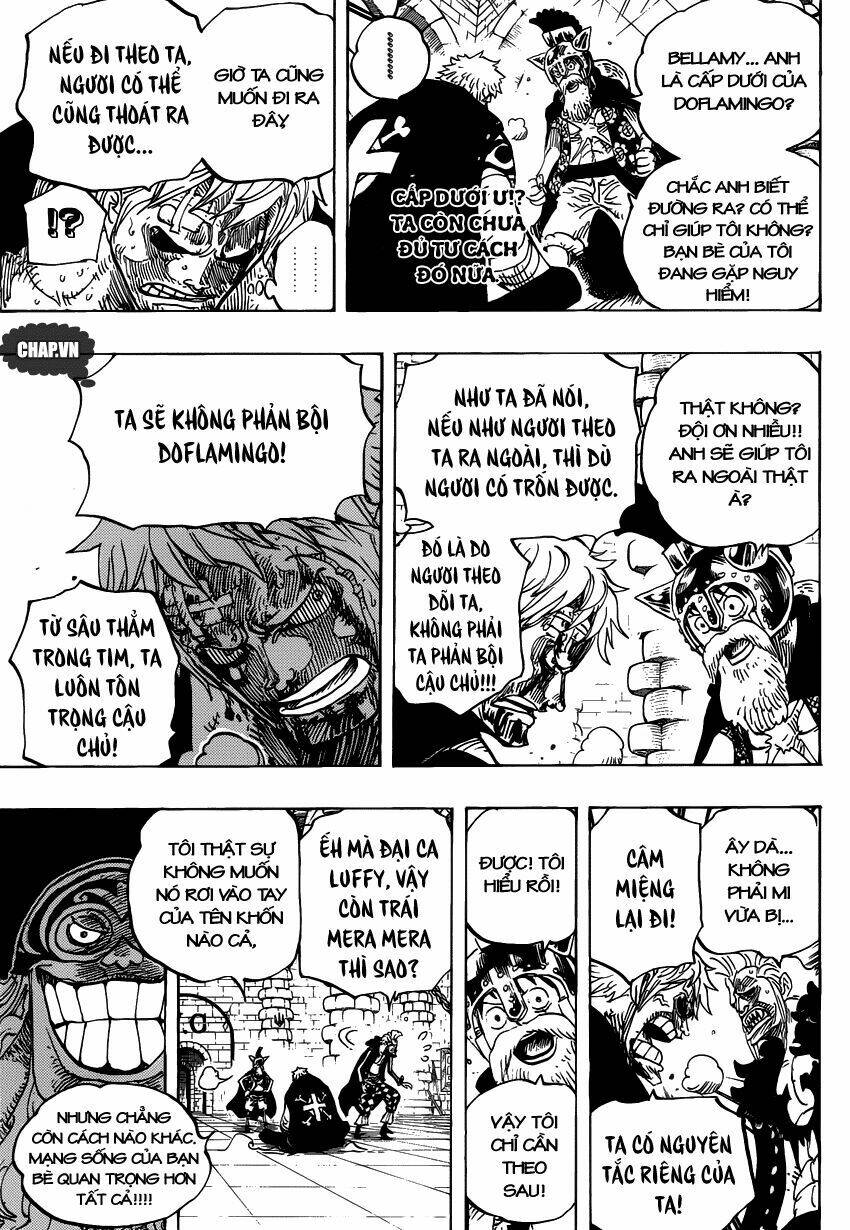 BELLAMY... ANH
LÀ CẤP DƯỚI CỦA
DOFLAMINGO?
CHẮC ANH BIẾT
ĐƯỜNG RA? CÓ THỂ
CHỈ GIÚP TÔI KHÔNG?
BẠN BÈ CỦA TÔI
ĐANG GẶP NGUY
HIỂM!
CẤP DƯỚI Ư!?
TA CÒN CHƯA
ĐỦ TƯ CÁCH
ĐÓ NỮA.
GIỜ TA CŨNG
MUỐN ĐI RA
ĐÂY.
NẾU ĐI THEO TA,
NGƯỜI CÓ THỂ
CŨNG THOÁT RA
ĐƯỢC...
!?
CHAP.VN
THẬT KHÔNG?
ĐỘI ƠN NHIỀU!!
ANH SẼ GIÚP TÔI
RA NGOÀI THẬT
À?
NHƯ TA ĐÃ NÓI,
NẾU NHƯ NGƯỜI THEO
TA RA NGOÀI, THÌ DÙ
NGƯỜI CÓ TRỐN ĐƯỢC.
ĐÓ LÀ DO
NGƯỜI THEO
DÕI TA,
KHÔNG PHẢI
TA PHẢN BỘI
CẬU CHỦ!!!
TA SẼ KHÔNG PHẢN BỘI
DOFLAMINGO!
TỪ SÂU THẲM
TRONG TIM, TA
LUÔN TÔN
TRỌNG CẬU
CHỦ!
ÂY DÀ...
KHÔNG
PHẢI MI
VỪA BỊ...
CÂM
MIỆNG
LẠI ĐI!
TA CÓ NGUYÊN
TẮC RIÊNG CỦA
TA!
ĐƯỢC! TÔI
HIỂU RỒI!
VẬY TÔI
CHỈ CẦN
THEO
SAU!
ẾH MÀ ĐẠI CA
LUFFY, VẬY
CÒN TRÁI
MERA MERA
THÌ SAO?
TÔI THẬT SỰ
KHÔNG MUỐN
NÓ RƠI VÀO TAY
CỦA TÊN KHỐN
NÀO CẢ,
NHƯNG CHẲNG
CÒN CÁCH NÀO KHÁC.
MẠNG SỐNG CỦA BẠN
BÈ QUAN TRỌNG HƠN
TẤT CẢ!!!!